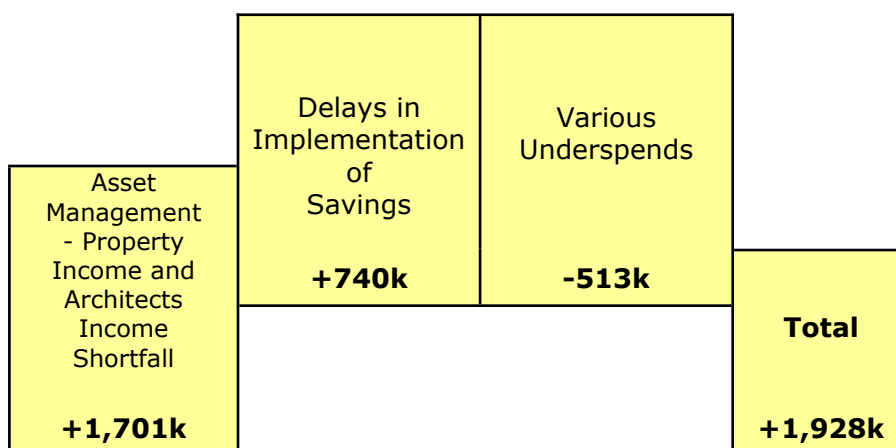 Asset
Management
- Property
Income and
Architects
Income
Shortfall
+1,701k
Delays in
Implementation
of
Savings
+740k
Various
Underspends
-513k
Total
+1,928k